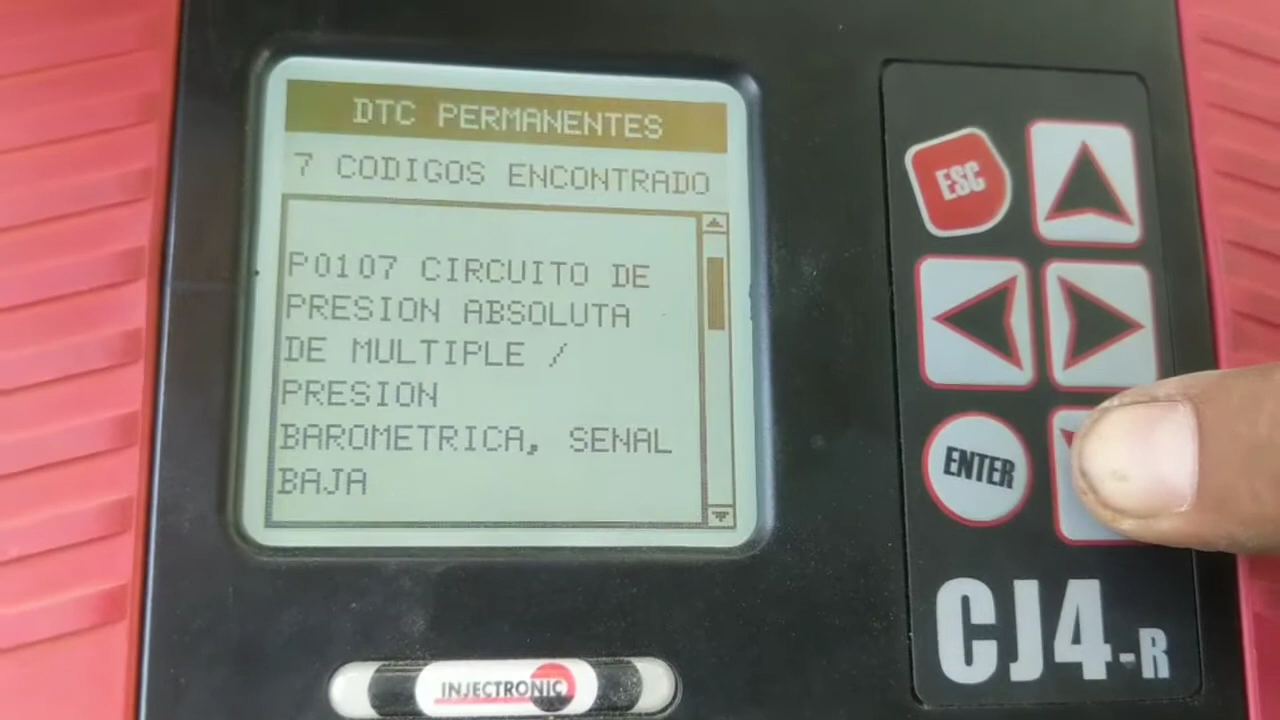 DTC PERMANENTES
7 CODIGOS ENCONTRADO
P0107 CIRCUITO DE
PRESION ABSOLUTA
DE MULTIPLE /
PRESION
BAROMETRICA, SENAL
BAJA
ESC
ENTER
CJ4-R
INJECTRONIC